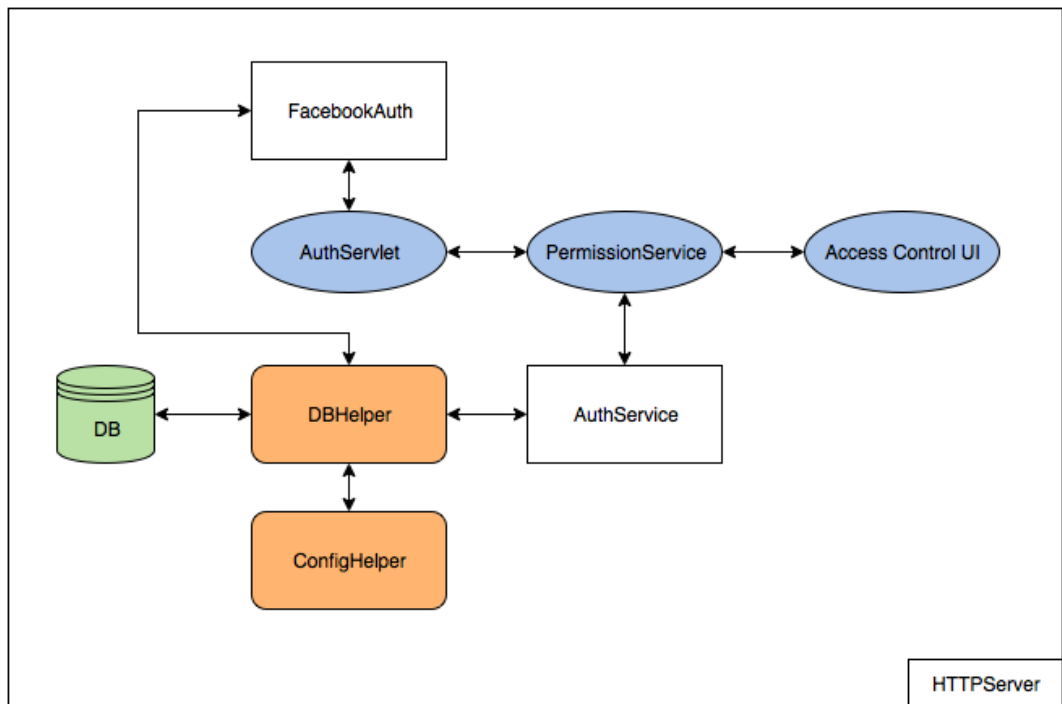 FacebookAuth
AuthServlet
PermissionService
Access Control UI
DB
DBHelper
AuthService
ConfigHelper
HTTPServer